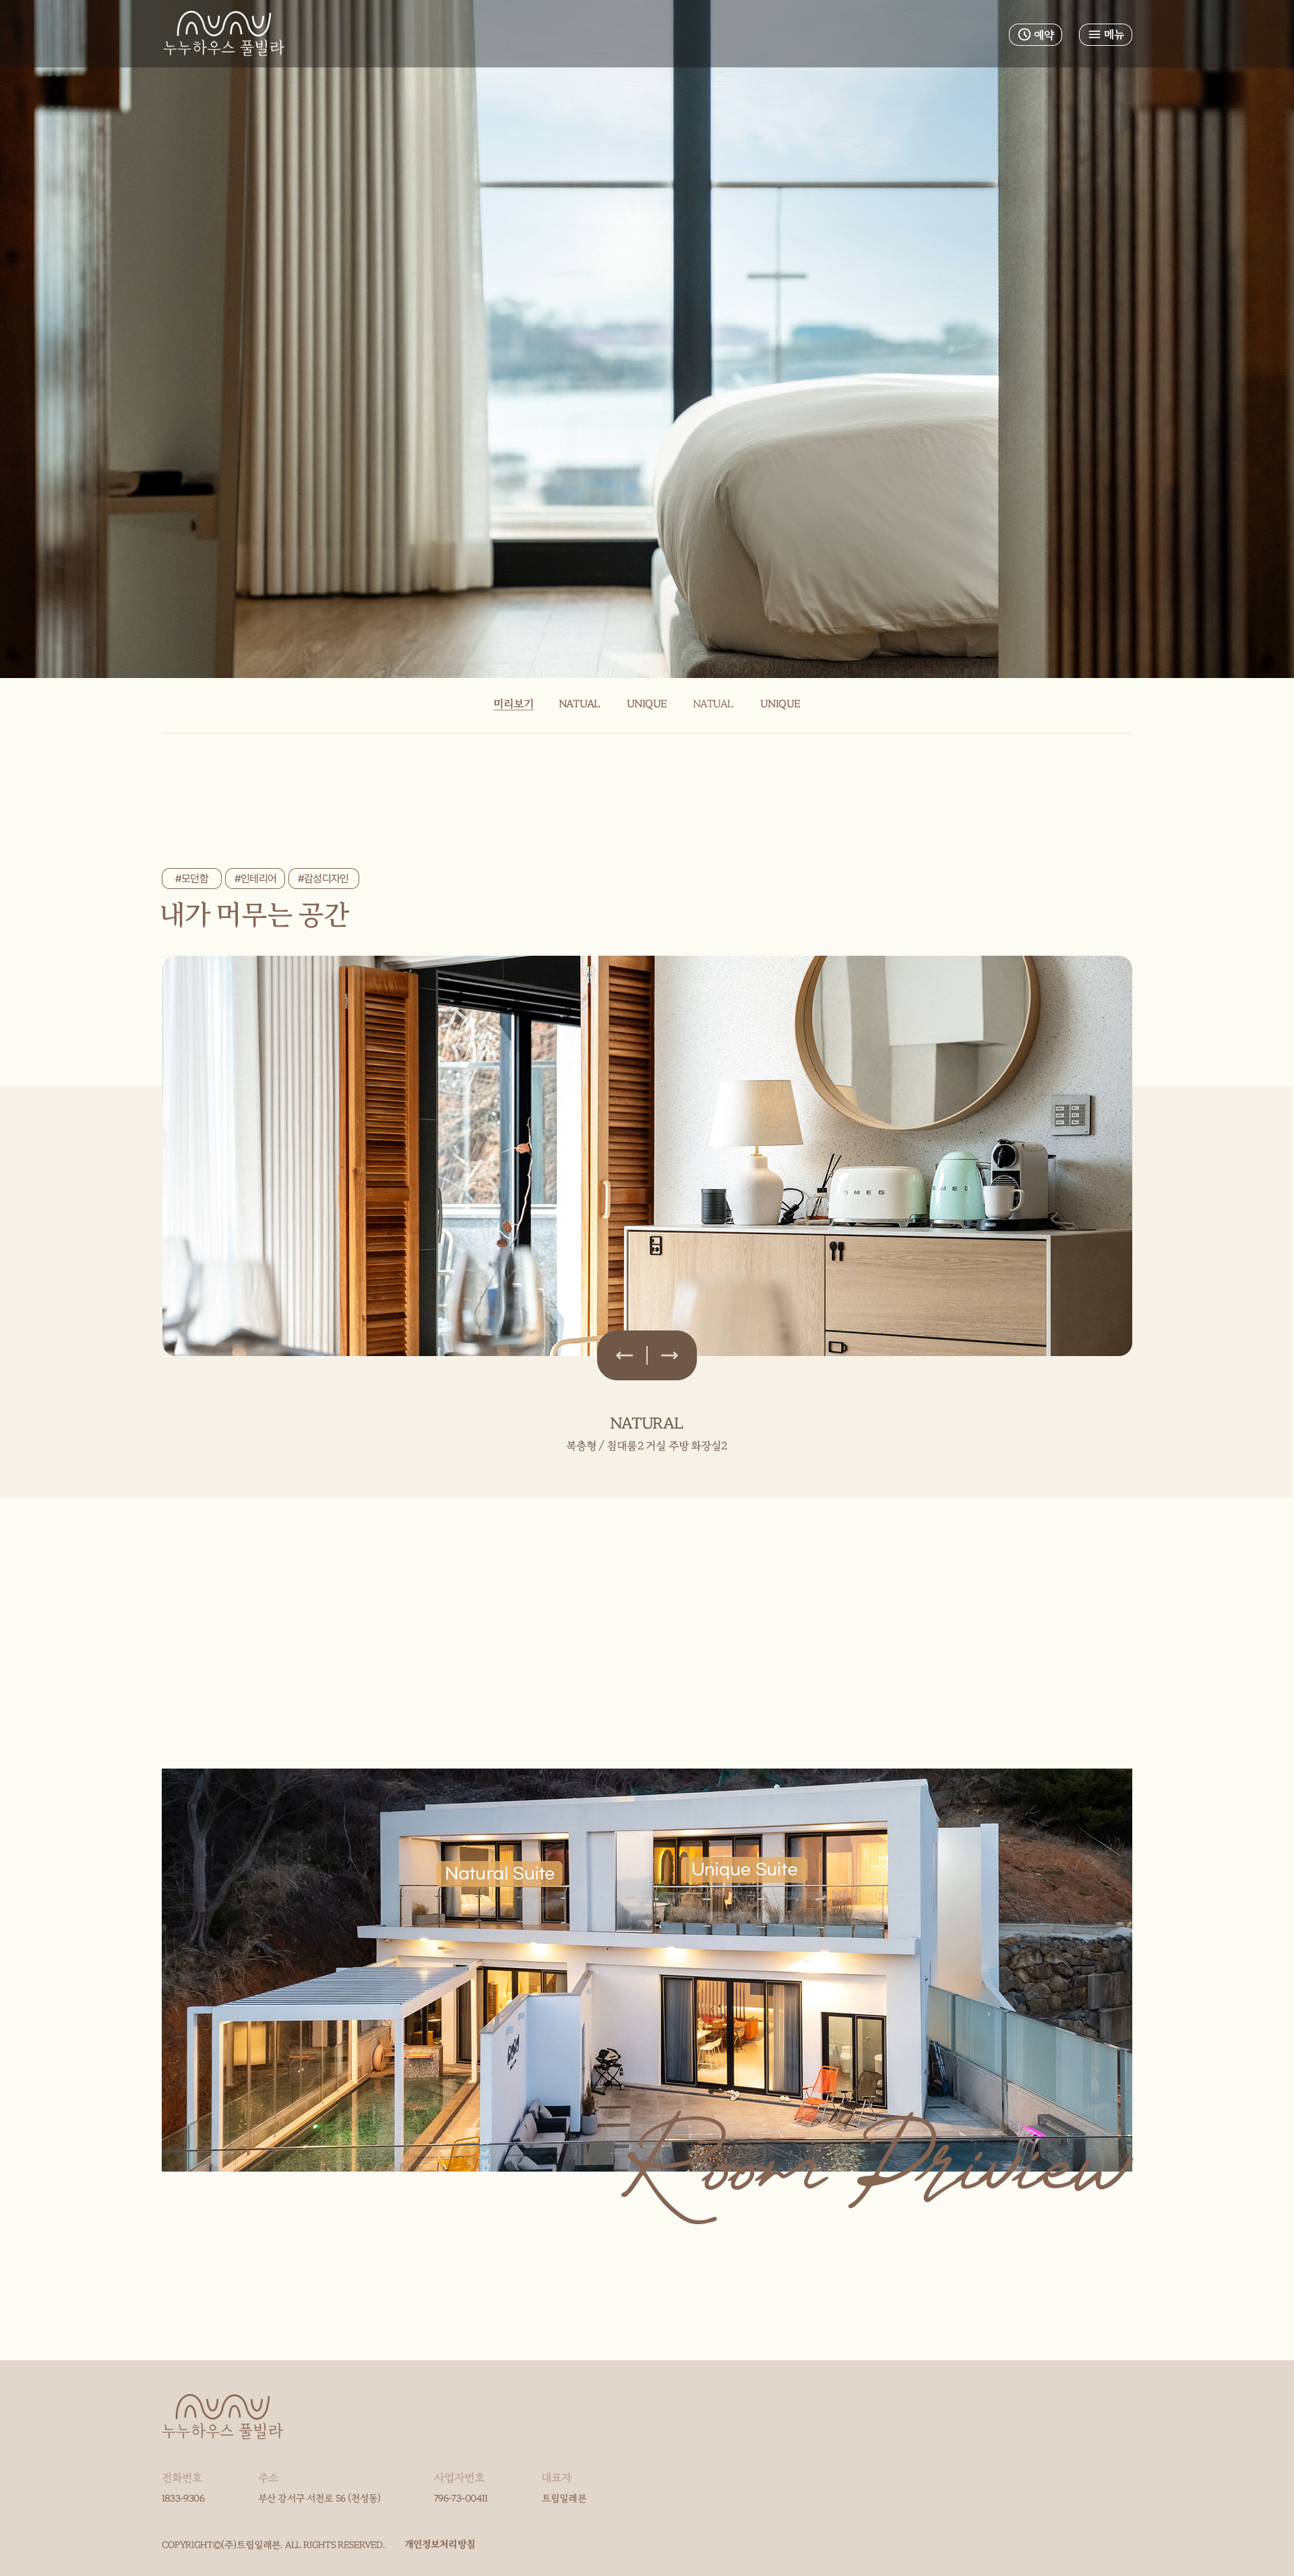 nunu
누누하우스 풀빌라
예약
메뉴
미리보기 NATUAL UNIQUE NATUAL UNIQUE
#모던함 #인테리어 #감성디자인
내가 머무는 공간
SMEG
SMEG
NATURAL
복층형 / 침대룸2 거실 주방 화장실2
Natural Suite
Unique Suite
Room Priview
nunu
누누하우스 풀빌라
전화번호 주소 사업자번호 대표자
1833-9306 부산 강서구 서천로 56 (천성동) 796-73-00411 트립일레븐
COPYRIGHT©(주)트립일레븐. ALL RIGHTS RESERVED. 개인정보처리방침